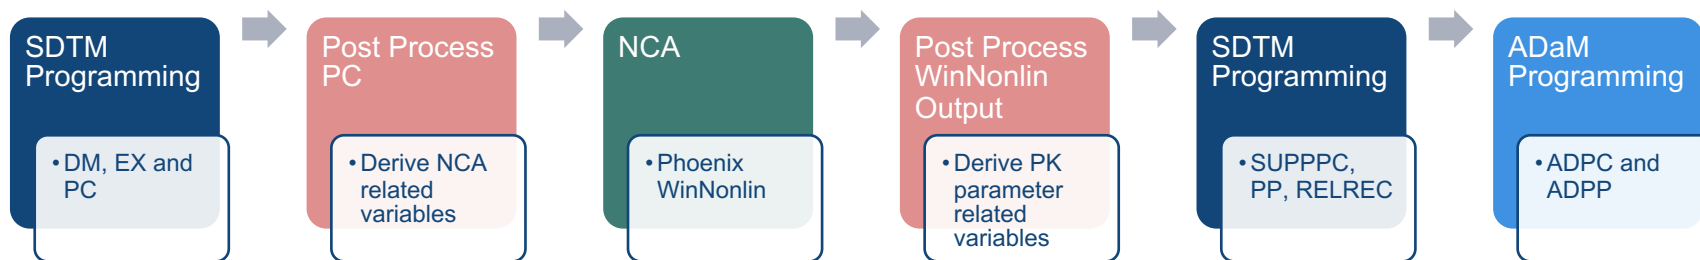 SDTM
Programming
• DM, EX and
PC
Post Process
PC
• Derive NCA
related
variables
NCA
• Phoenix
WinNonlin
Post Process
WinNonlin
Output
• Derive PK
parameter
related
variables
SDTM
Programming
• SUPPPC,
PP, RELREC
ADaM
Programming
• ADPC and
ADPP